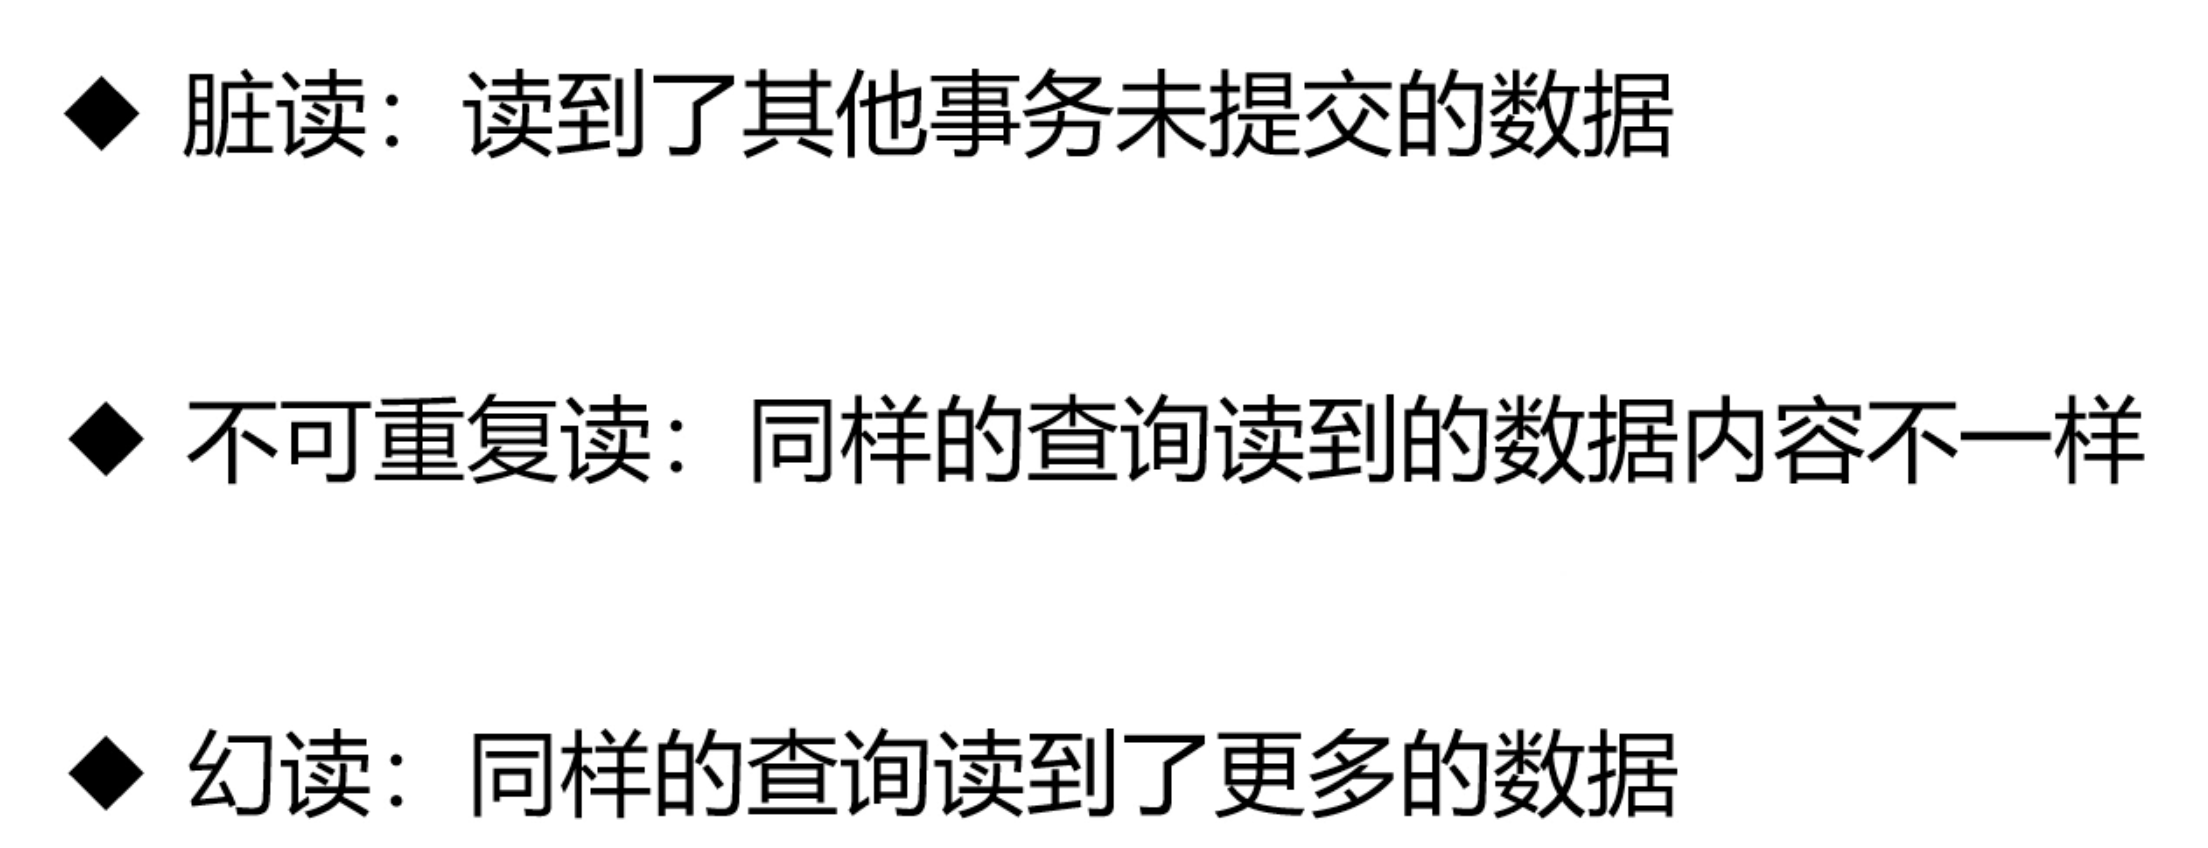 ◆ 脏读：读到了其他事务未提交的数据
◆ 不可重复读：同样的查询读到的数据内容不一样
◆ 幻读：同样的查询读到了更多的数据